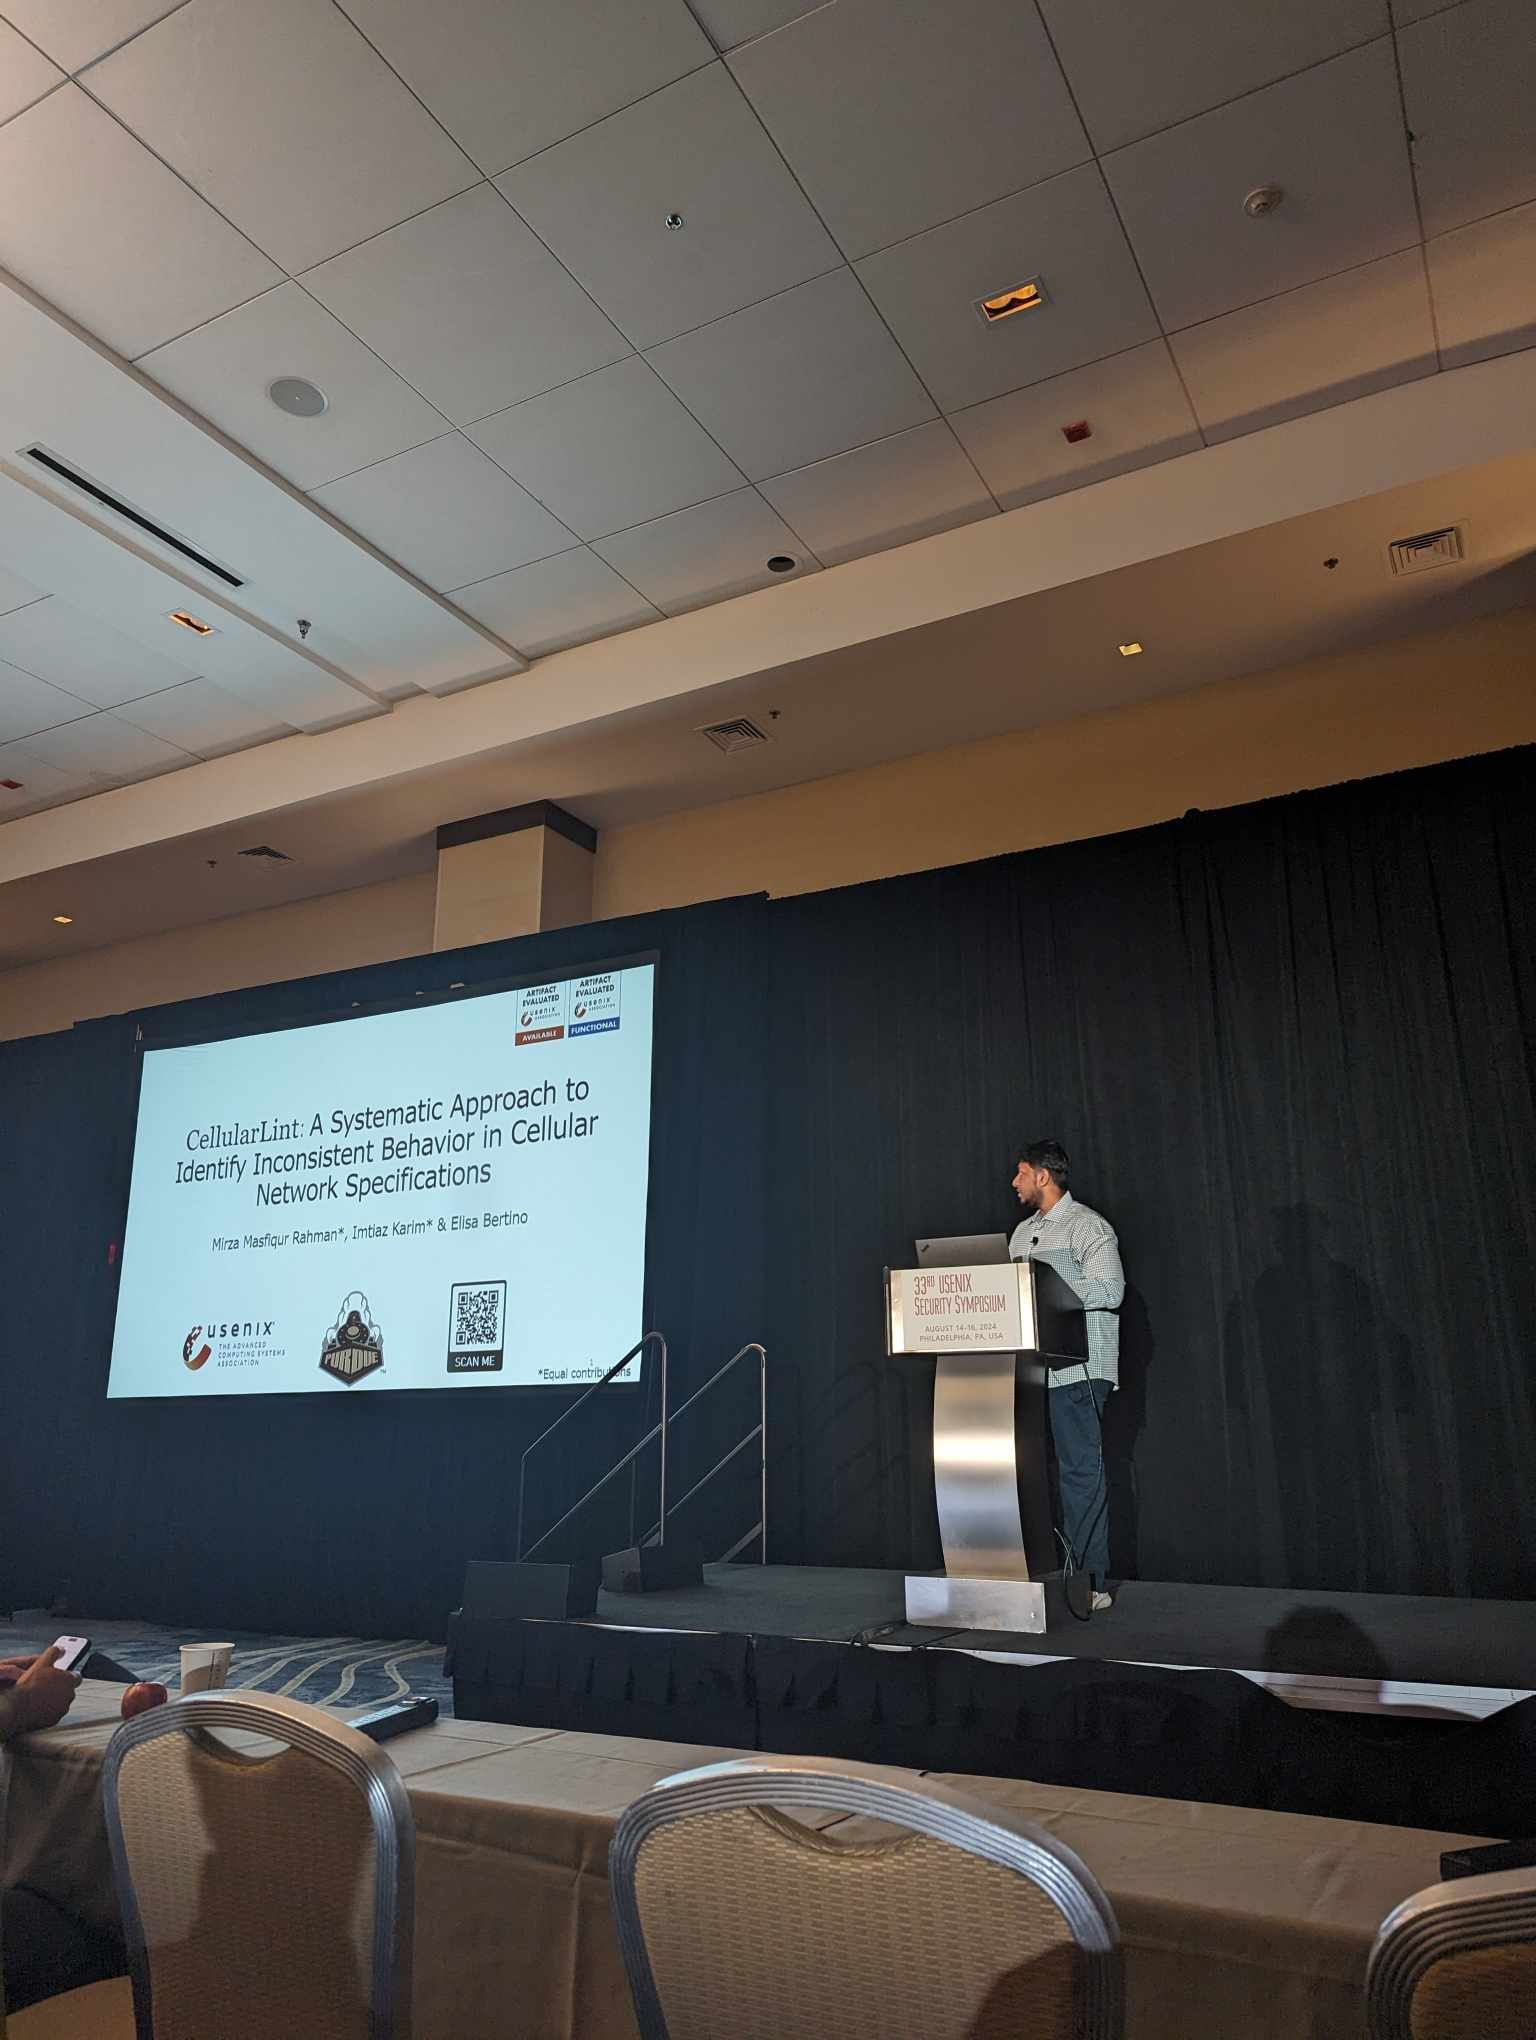 ARTIFACT
EVALUATED
usenix
ASSOCIATION
AVAILABLE
ARTIFACT
EVALUATED
usenix
ASSOCIATION
FUNCTIONAL
CellularLint: A Systematic Approach to
Identify Inconsistent Behavior in Cellular
Network Specifications
Mirza Masfiqur Rahman*, Imtiaz Karim* & Elisa Bertino
usenix
THE ADVANCED
COMPUTING SYSTEMS
ASSOCIATION
PURDUE
TM
SCAN ME
1
*Equal contributions
33RD USENIX
SECURITY SYMPOSIUM
AUGUST 14–16, 2024
PHILADELPHIA, PA, USA